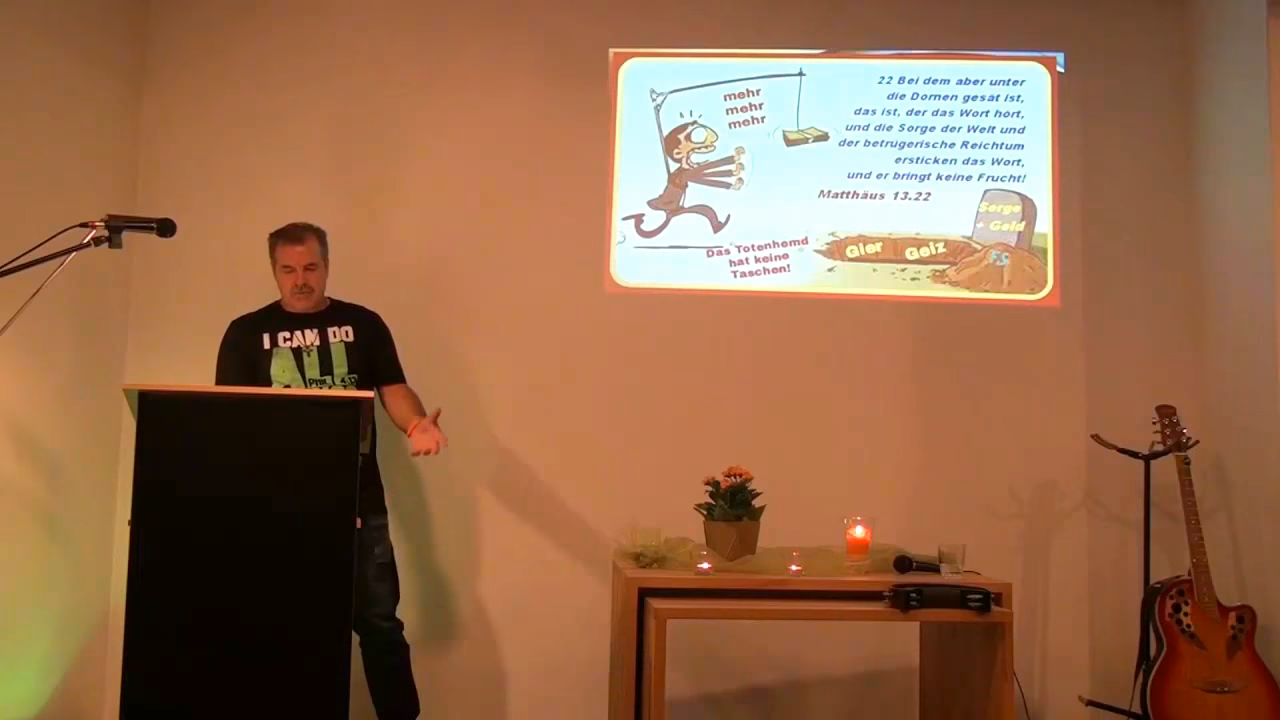 I CAN DO
ALL
mehr
mehr
mehr
22 Bei dem aber unter
die Dornen gesät ist,
das ist, der das Wort hört,
und die Sorge der Welt und
der betrügerische Reichtum
ersticken das Wort,
und er bringt keine Frucht!
Matthäus 13.22
Sorge
+ Geld
Gier Geiz
Das Totenhemd
hat keine
Taschen!